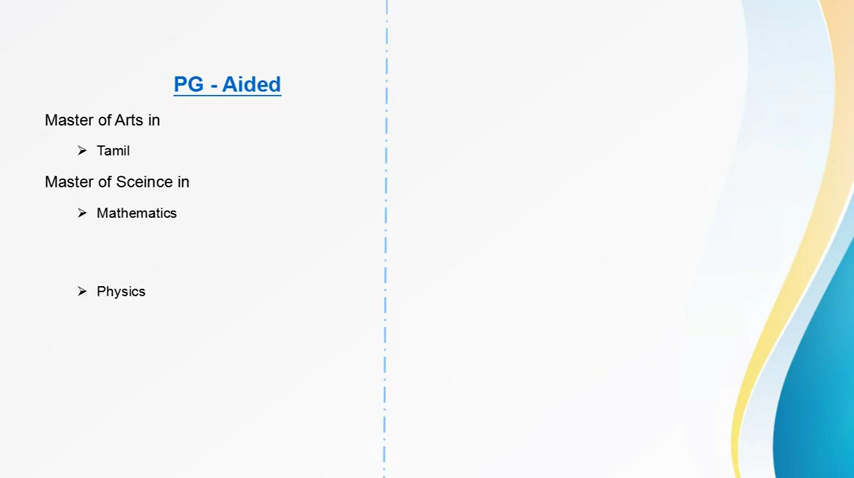 PG - Aided
Master of Arts in
➢ Tamil
Master of Sceince in
➢ Mathematics
➢ Physics